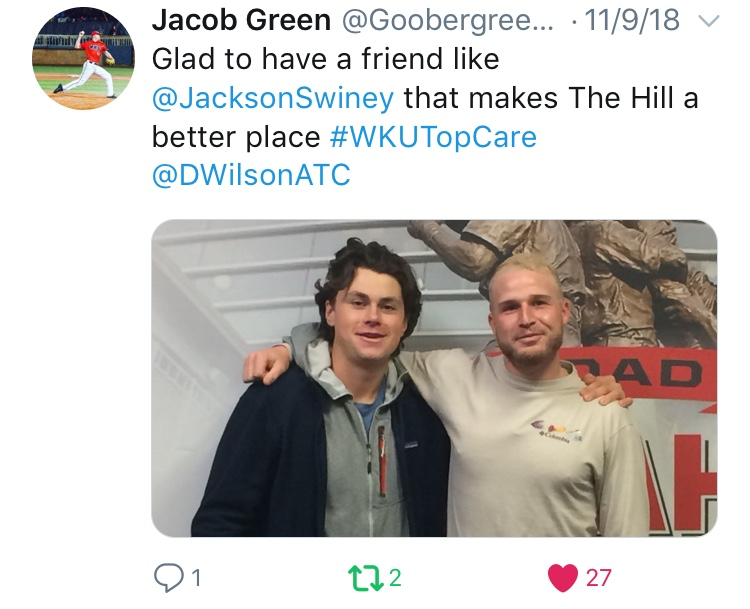 Jacob Green @Goobergree... · 11/9/18
Glad to have a friend like
@JacksonSwiney that makes The Hill a
better place #WKUTopCare
@DWilsonATC
OAD
Columbia
1 2 27